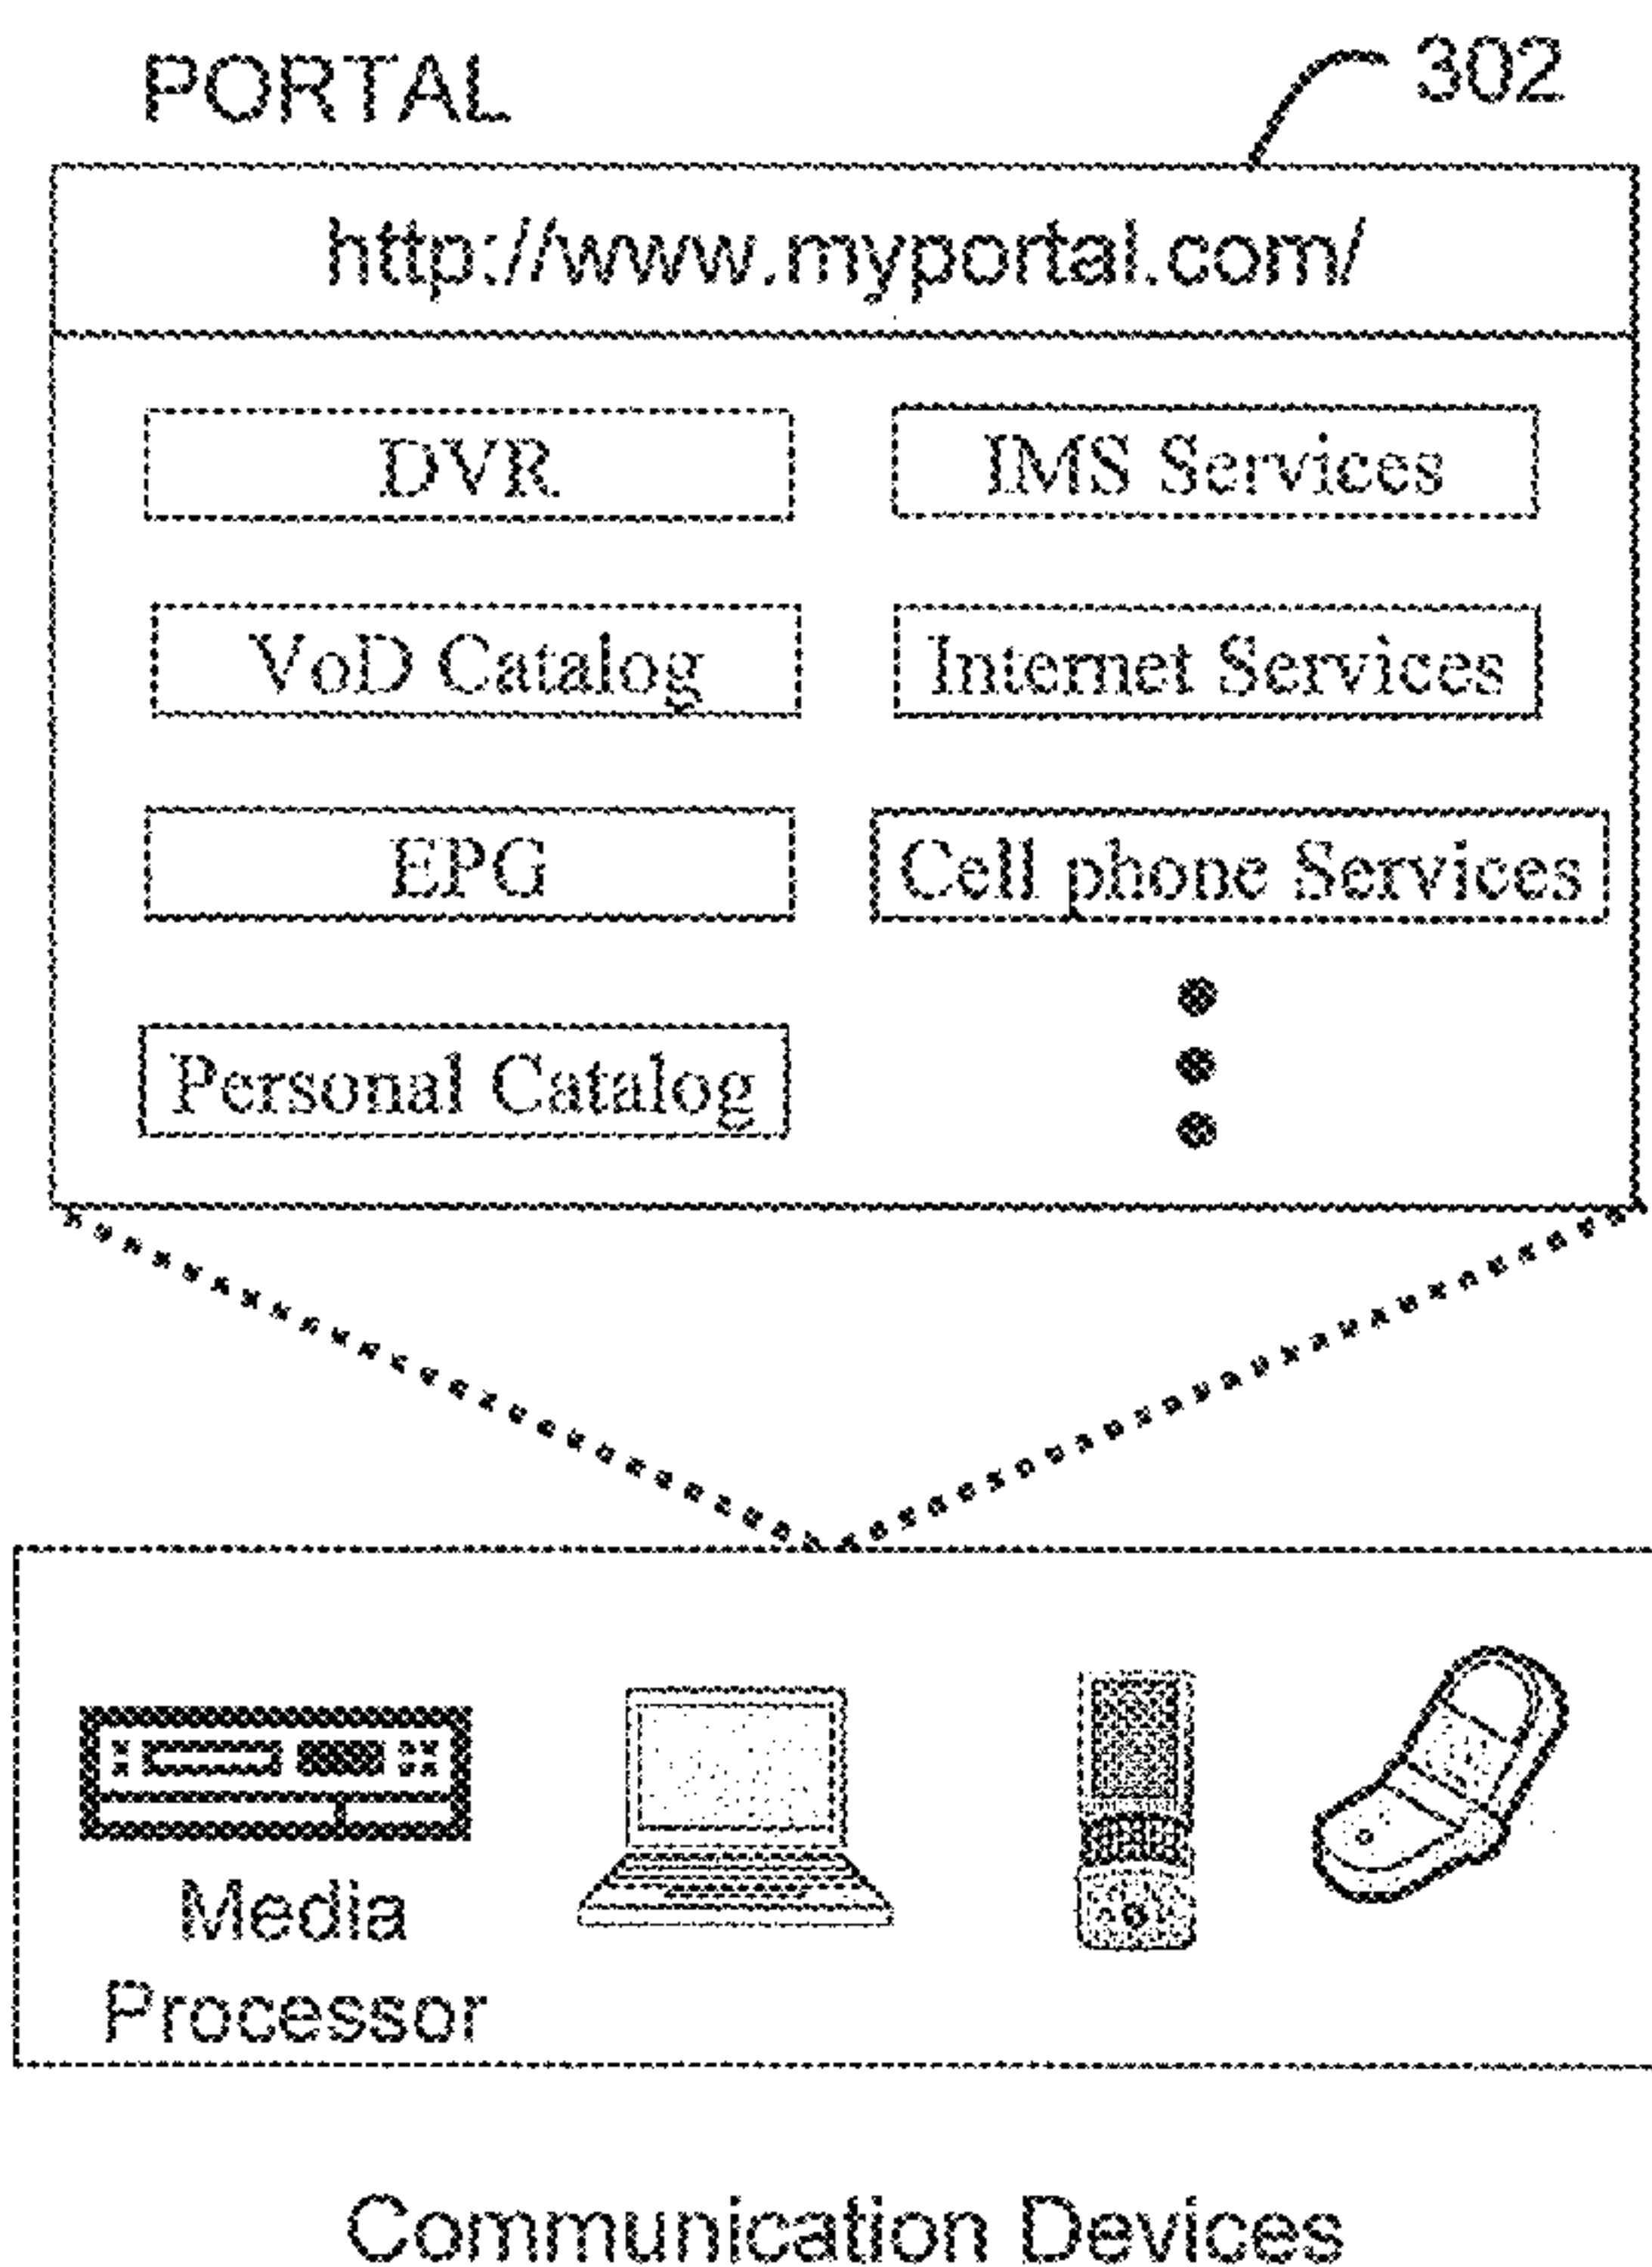 PORTAL
302
http://www.myportal.com/
DVR
IMS Services
VoD Catalog
Internet Services
EPG
Cell phone Services
Personal Catalog
Media
Processor
Communication Devices